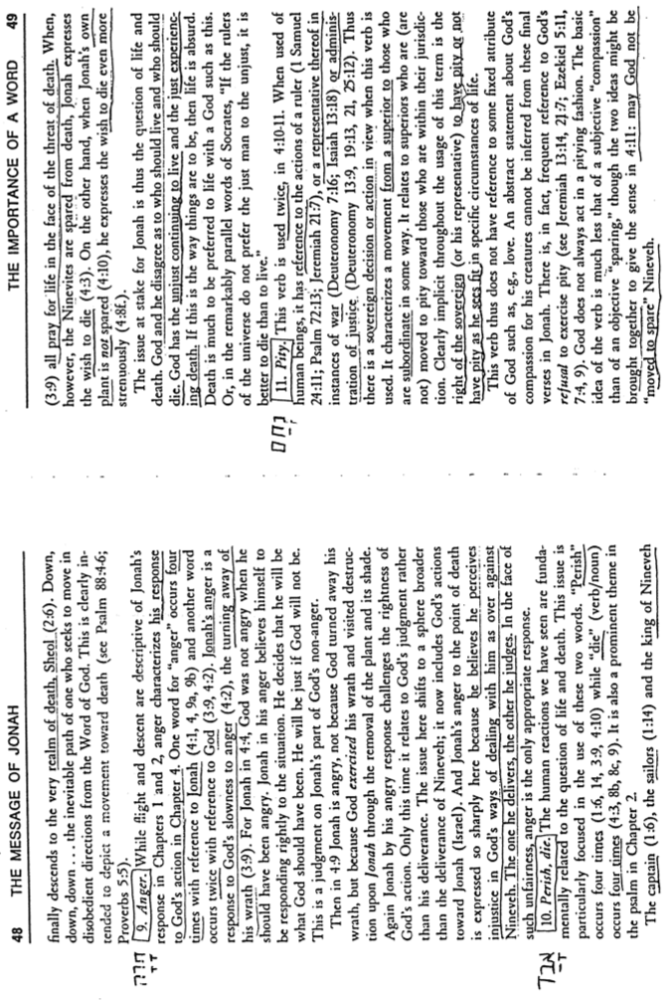 48 THE MESSAGE OF JONAH
finally descends to the very realm of death, Sheol (2:6). Down,
down, down . . . the inevitable path of one who seeks to move in
disobedient directions from the Word of God. This is clearly in-
tended to depict a movement toward death (see Psalm 88:4-6;
Proverbs 5:5).
חרה
9. Anger. While flight and descent are descriptive of Jonah's
response in Chapters 1 and 2, anger characterizes his response
to God's action in Chapter 4. One word for "anger" occurs four
times with reference to Jonah (4:1, 4, 9a, 9b) and another word
occurs twice with reference to God (3:9, 4:2). Jonah's anger is a
response to God's slowness to anger (4:2), the turning away of
his wrath (3:9). For Jonah in 4:4, God was not angry when he
should have been angry. Jonah in his anger believes himself to
be responding rightly to the situation. He decides that he will be
what God should have been. He will be just if God will not be.
This is a judgment on Jonah's part of God's non-anger.
Then in 4:9 Jonah is angry, not because God turned away his
wrath, but because God exercised his wrath and visited destruc-
tion upon Jonah through the removal of the plant and its shade.
Again Jonah by his angry response challenges the rightness of
God's action. Only this time it relates to God's judgment rather
than his deliverance. The issue here shifts to a sphere broader
than the deliverance of Nineveh; it now includes God's actions
toward Jonah (Israel). And Jonah's anger to the point of death
is expressed so sharply here because he believes he perceives
injustice in God's ways of dealing with him as over against
Nineveh. The one he delivers, the other he judges. In the face of
such unfairness, anger is the only appropriate response.
אבד
10. Perish, die. The human reactions we have seen are funda-
mentally related to the question of life and death. This issue is
particularly focused in the use of these two words. "Perish"
occurs four times (1:6, 14, 3:9, 4:10) while "die" (verb/noun)
occurs four times (4:3, 8b, 8c, 9). It is also a prominent theme in
the psalm in Chapter 2.
The captain (1:6), the sailors (1:14) and the king of Nineveh
THE IMPORTANCE OF A WORD 49
(3:9) all pray for life in the face of the threat of death. When,
however, the Ninevites are spared from death, Jonah expresses
the wish to die (4:3). On the other hand, when Jonah's own
plant is not spared (4:10), he expresses the wish to die even more
strenuously (4:8f.).
The issue at stake for Jonah is thus the question of life and
death. God and he disagree as to who should live and who should
die. God has the unjust continuing to live and the just experienc-
ing death. If this is the way things are to be, then life is absurd.
Death is much to be preferred to life with a God such as this.
Or, in the remarkably parallel words of Socrates, "If the rulers
of the universe do not prefer the just man to the unjust, it is
better to die than to live."
11. Pity. This verb is used twice, in 4:10-11. When used of
human beings, it has reference to the actions of a ruler (1 Samuel
24:11; Psalm 72:13; Jeremiah 21:7), or a representative thereof in
instances of war (Deuteronomy 7:16; Isaiah 13:18) or adminis-
tration of justice (Deuteronomy 13:9, 19:13, 21, 25:12). Thus
there is a sovereign decision or action in view when this verb is
used. It characterizes a movement from a superior to those who
are subordinate in some way. It relates to superiors who are (are
not) moved to pity toward those who are within their jurisdic-
tion. Clearly implicit throughout the usage of this term is the
right of the sovereign (or his representative) to have pity or not
have pity as he sees fit in specific circumstances of life.
This verb thus does not have reference to some fixed attribute
of God such as, e.g., love. An abstract statement about God's
compassion for his creatures cannot be inferred from these final
verses in Jonah. There is, in fact, frequent reference to God's
refusal to exercise pity (see Jeremiah 13:14, 21:7; Ezekiel 5:11,
7:4, 9). God does not always act in a pitying fashion. The basic
idea of the verb is much less that of a subjective "compassion"
than of an objective "sparing," though the two ideas might be
brought together to give the sense in 4:11: may God not be
"moved to spare" Nineveh.